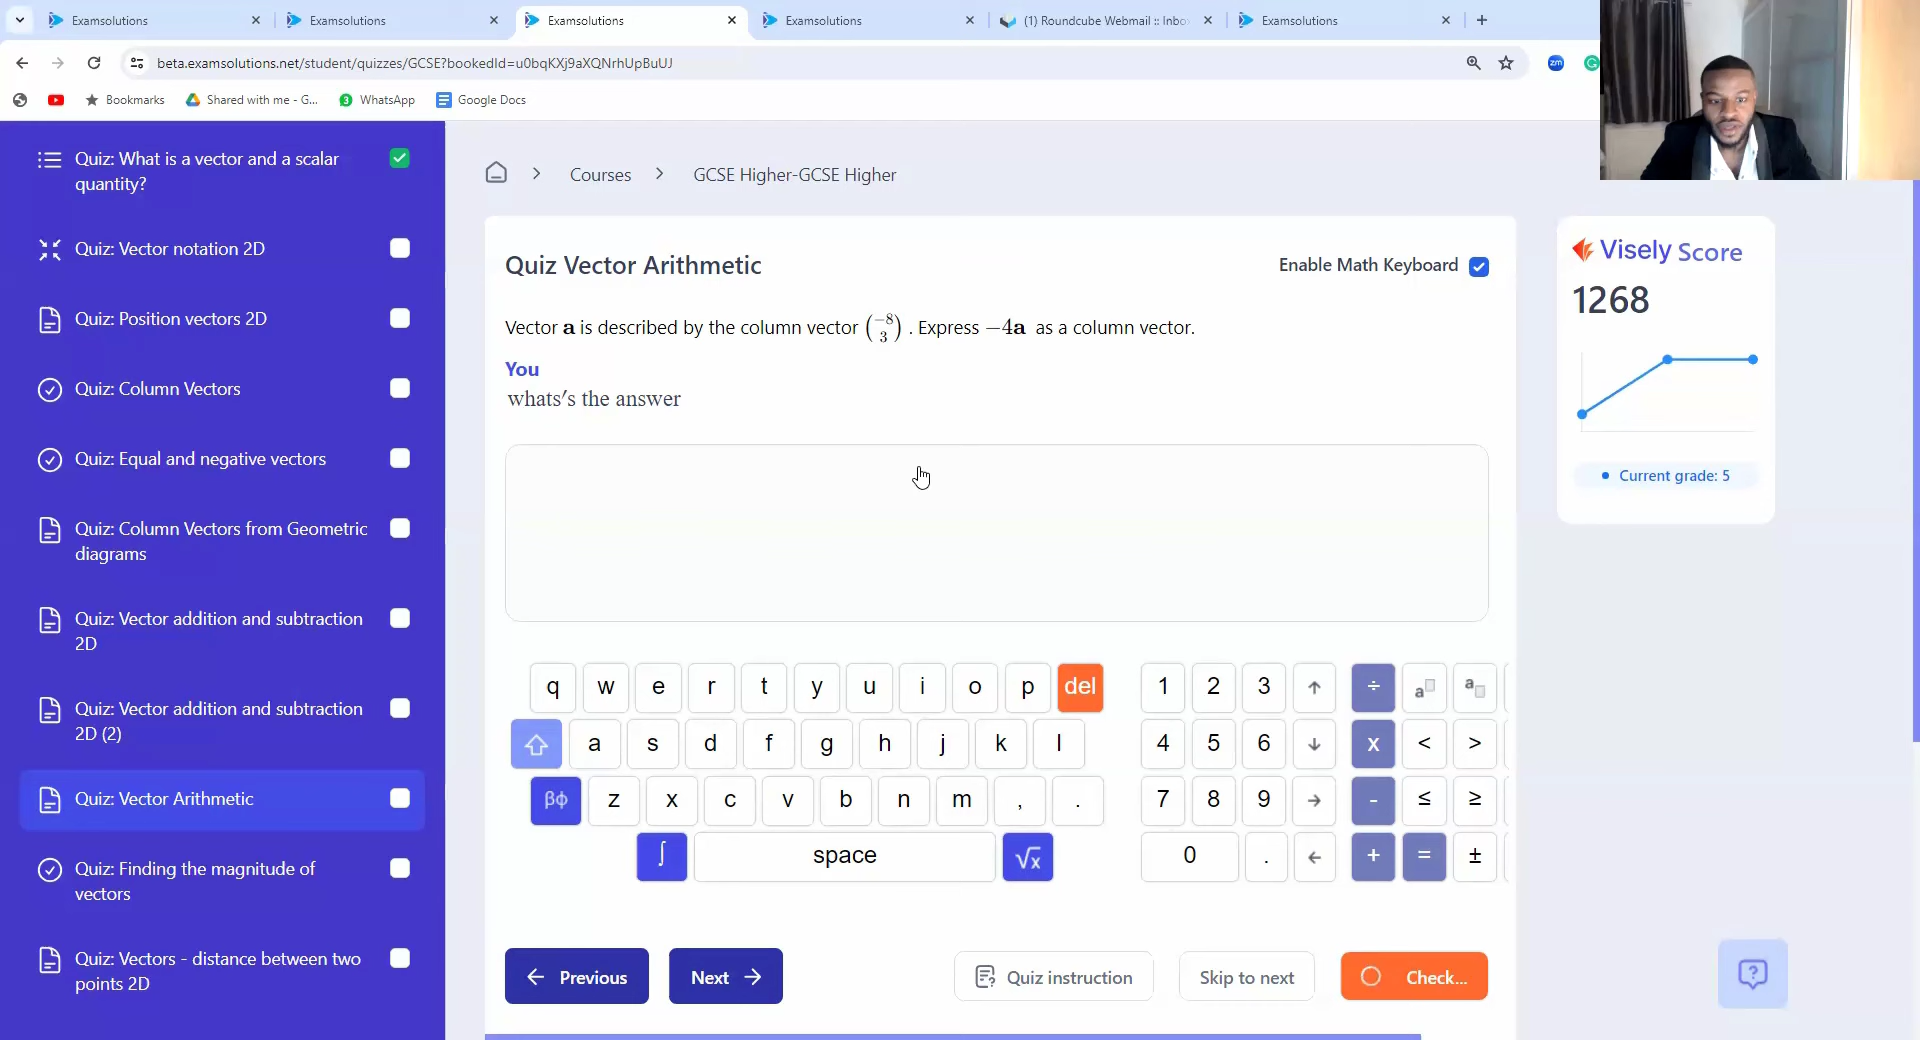 Examsolutions
Examsolutions
Examsolutions
Examsolutions
(1) Roundcube Webmail :: Inbo
Examsolutions
beta.examsolutions.net/student/quizzes/GCSE?bookedId=u0bqKXj9aXQNrhUpBuUJ
zm
Bookmarks
Shared with me - G...
3
WhatsApp
Google Docs
Quiz: What is a vector and a scalar
quantity?
Quiz: Vector notation 2D
Quiz: Position vectors 2D
Quiz: Column Vectors
Quiz: Equal and negative vectors
Quiz: Column Vectors from Geometric
diagrams
Quiz: Vector addition and subtraction
2D
Quiz: Vector addition and subtraction
2D (2)
Quiz: Vector Arithmetic
Quiz: Finding the magnitude of
vectors
Quiz: Vectors - distance between two
points 2D
Courses
GCSE Higher-GCSE Higher
Quiz Vector Arithmetic
Enable Math Keyboard
Vector a is described by the column vector (−8 3) . Express −4a as a column vector.
You
whats's the answer
q w e r t y u i o p del 1 2 3 ↑ ÷ a□ a□
a s d f g h j k l 4 5 6 ↓ x < >
βϕ z x c v b n m , . 7 8 9 → - ≤ ≥
∫ space √x 0 . ← + = ±
← Previous
Next →
Quiz instruction
Skip to next
Check...
Visely Score
1268
Current grade: 5